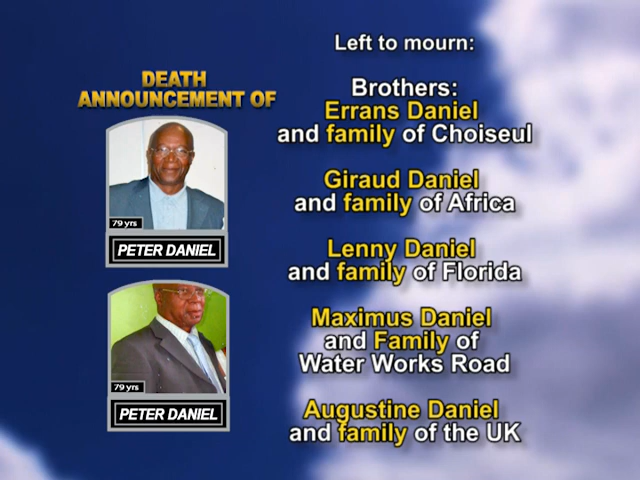 DEATH
ANNOUNCEMENT OF
79 yrs
PETER DANIEL
79 yrs
PETER DANIEL
Left to mourn:
Brothers:
Errans Daniel
and family of Choiseul
Giraud Daniel
and family of Africa
Lenny Daniel
and family of Florida
Maximus Daniel
and Family of
Water Works Road
Augustine Daniel
and family of the UK